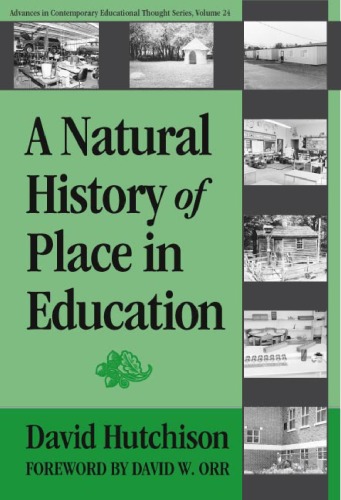 Advances in Contemporary Educational Thought Series, Volume 24
A Natural
History of
Place in
Education
David Hutchison
FOREWORD BY DAVID W. ORR